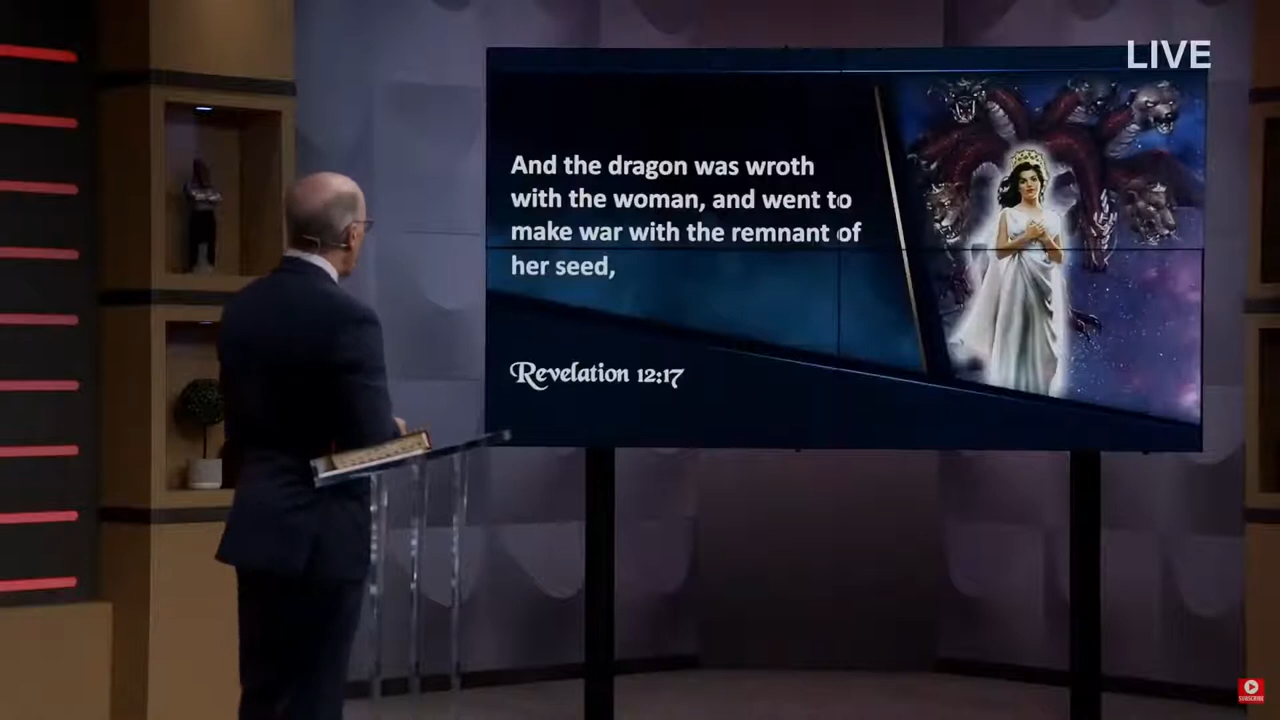 LIVE
And the dragon was wroth
with the woman, and went to
make war with the remnant of
her seed,
Revelation 12:17
SUBSCRIBE